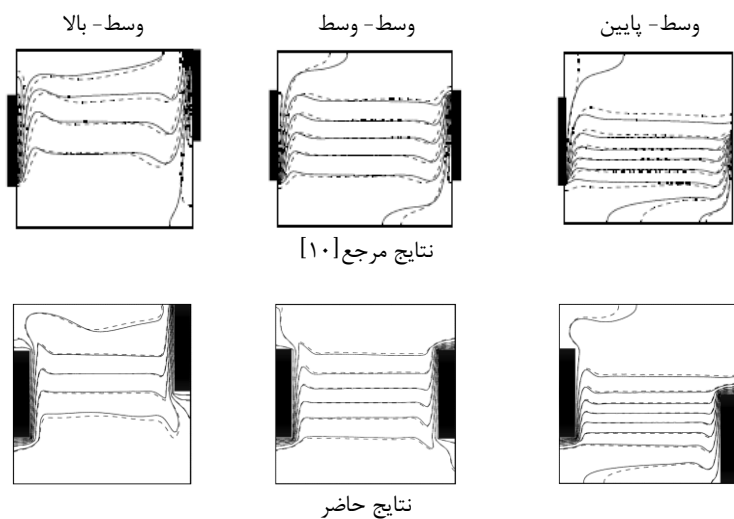 وسط- بالا وسط- وسط وسط- پایین
نتایج مرجع[۱۰]
نتایج حاضر